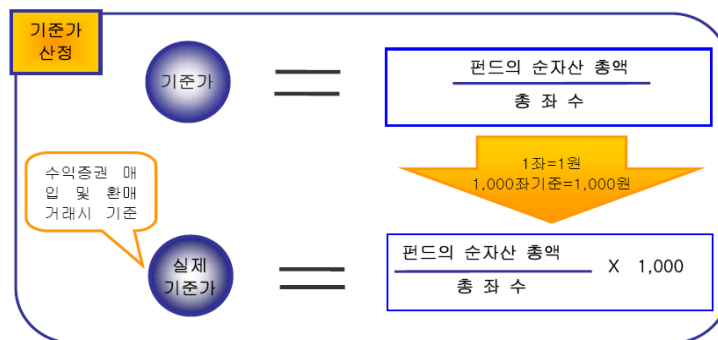 기준가
산정
기준가
펀드의 순자산 총액
총 좌 수
1좌=1원
1,000좌기준=1,000원
수익증권 매
입 및 환매
거래시 기준
실제
기준가
펀드의 순자산 총액
X 1,000
총 좌 수